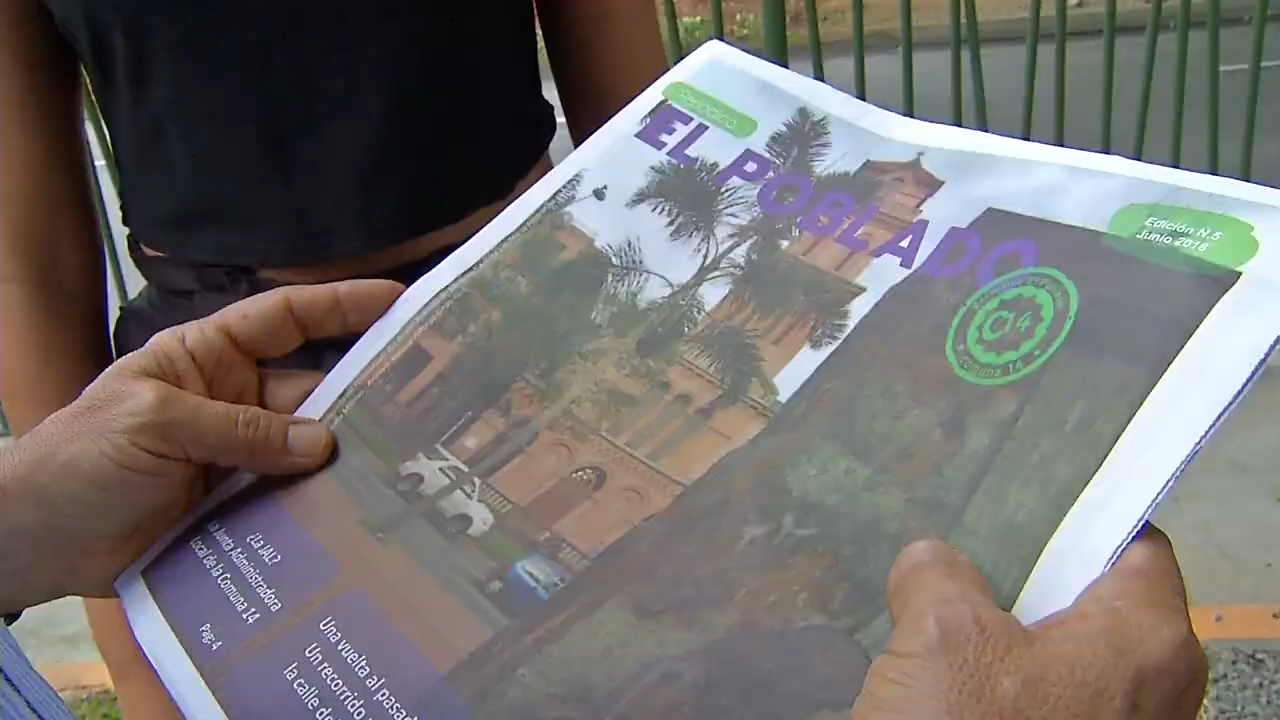 PERIÓDICO
EL POBLADO
Edición N.5
Junio 2018
C14
Comuna 14
¿La JAL?
La Junta Administradora
Local de la Comuna 14
Pag: 4
Una vuelta al pasad
Un recorrido
la calle de